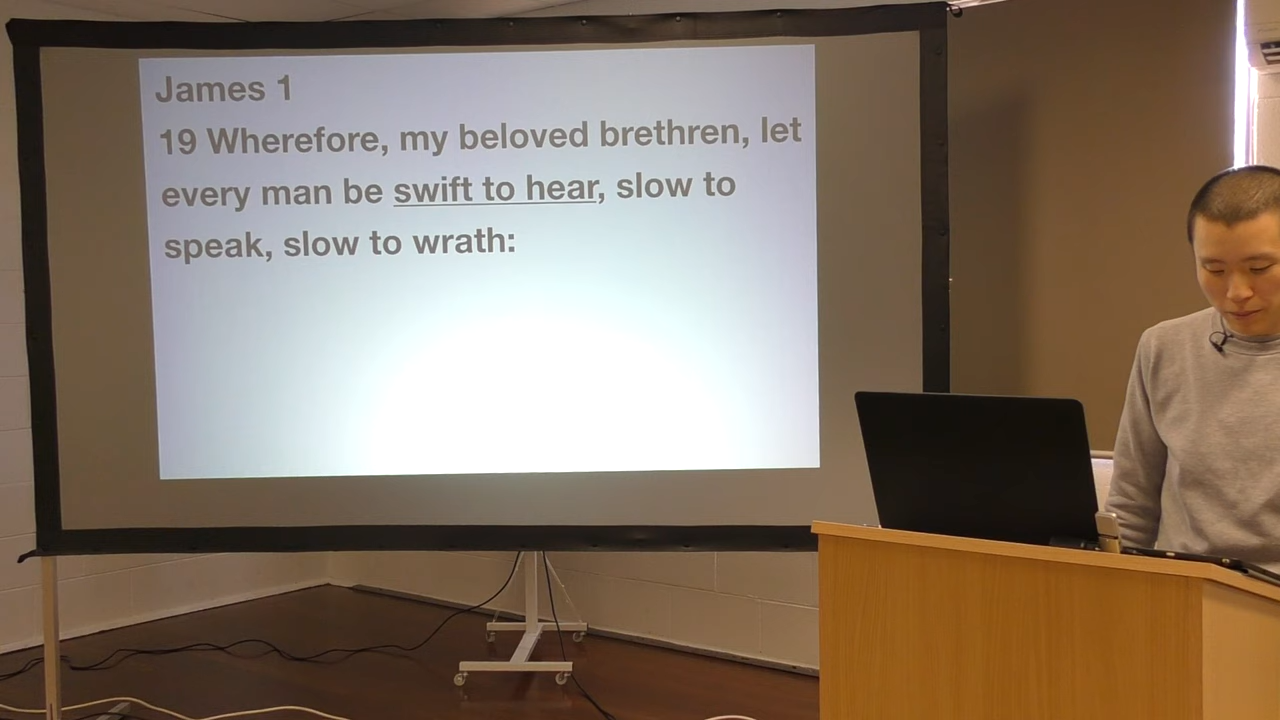 James 1
19 Wherefore, my beloved brethren, let
every man be swift to hear, slow to
speak, slow to wrath: